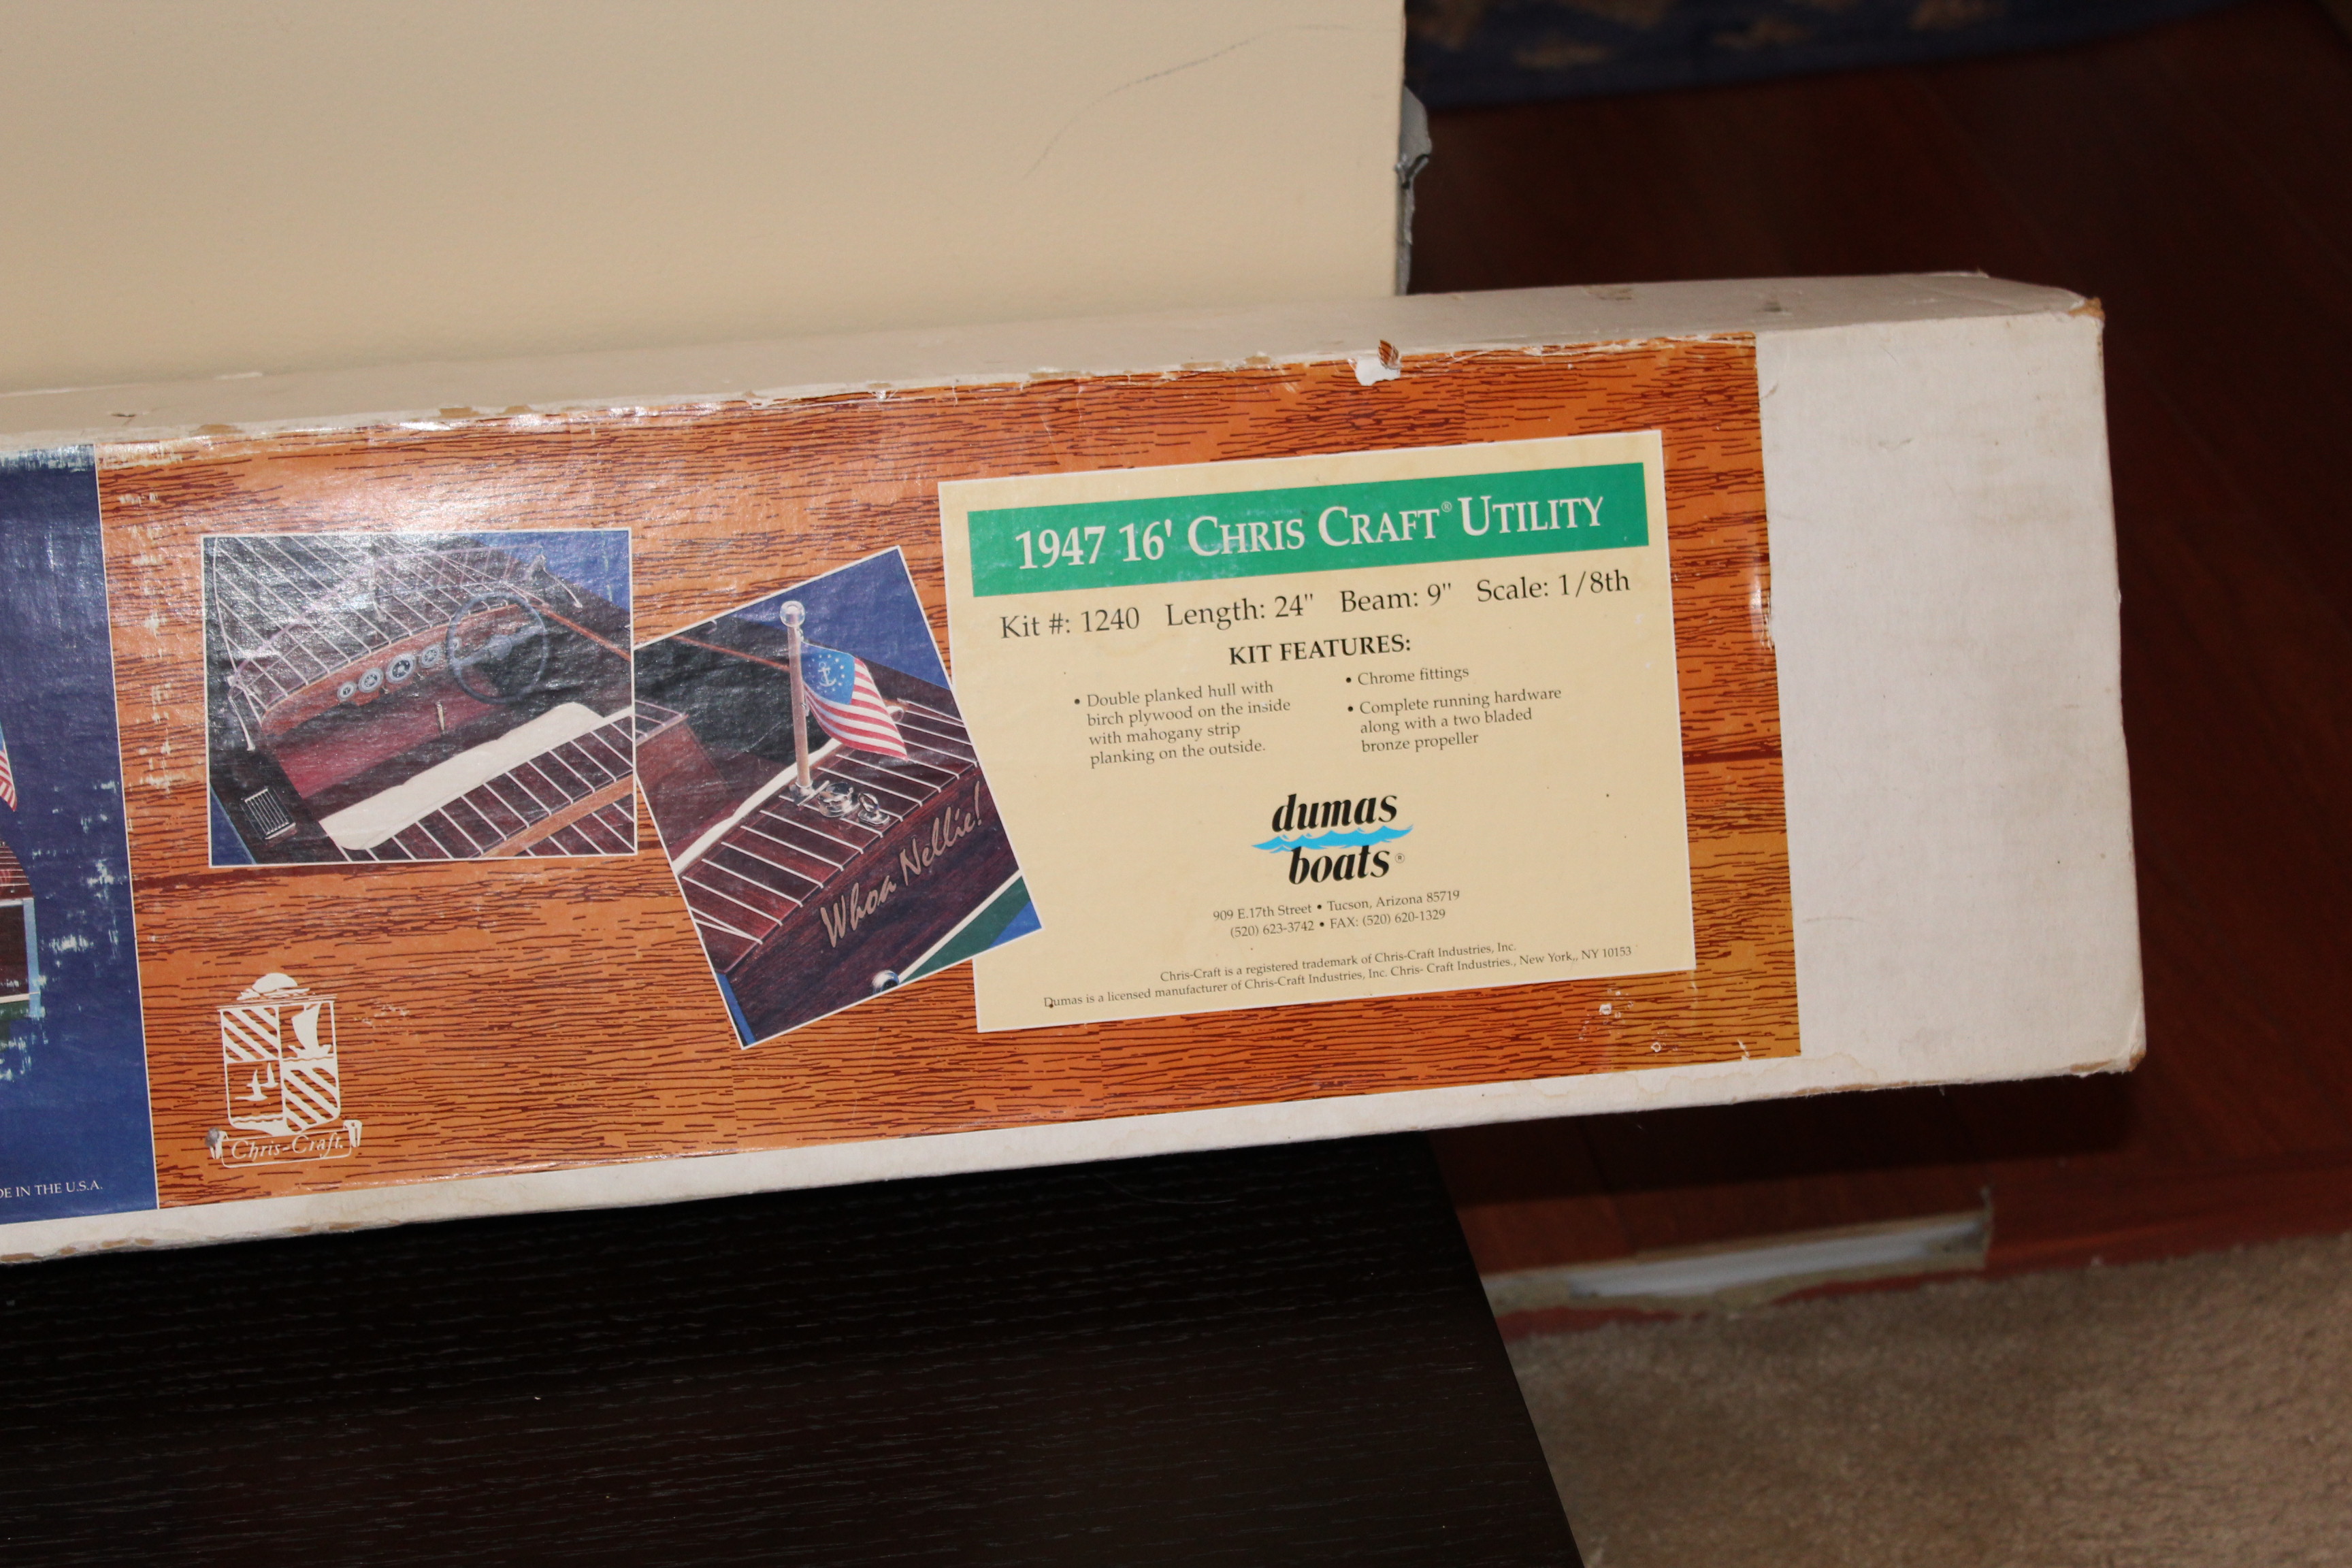 1947 16' CHRIS CRAFT® UTILITY
Kit #: 1240 Length: 24" Beam: 9" Scale: 1/8th
KIT FEATURES:
• Double planked hull with
birch plywood on the inside
with mahogany strip
planking on the outside.
• Chrome fittings
• Complete running hardware
along with a two bladed
bronze propeller
dumas
boats®
909 E.17th Street • Tucson, Arizona 85719
(520) 623-3742 • FAX: (520) 620-1329
Chris-Craft is a registered trademark of Chris-Craft Industries, Inc.
Dumas is a licensed manufacturer of Chris-Craft Industries, Inc. Chris- Craft Industries., New York,, NY 10153
Whoa Nellie!
Chris-Craft
DE IN THE U.S.A.